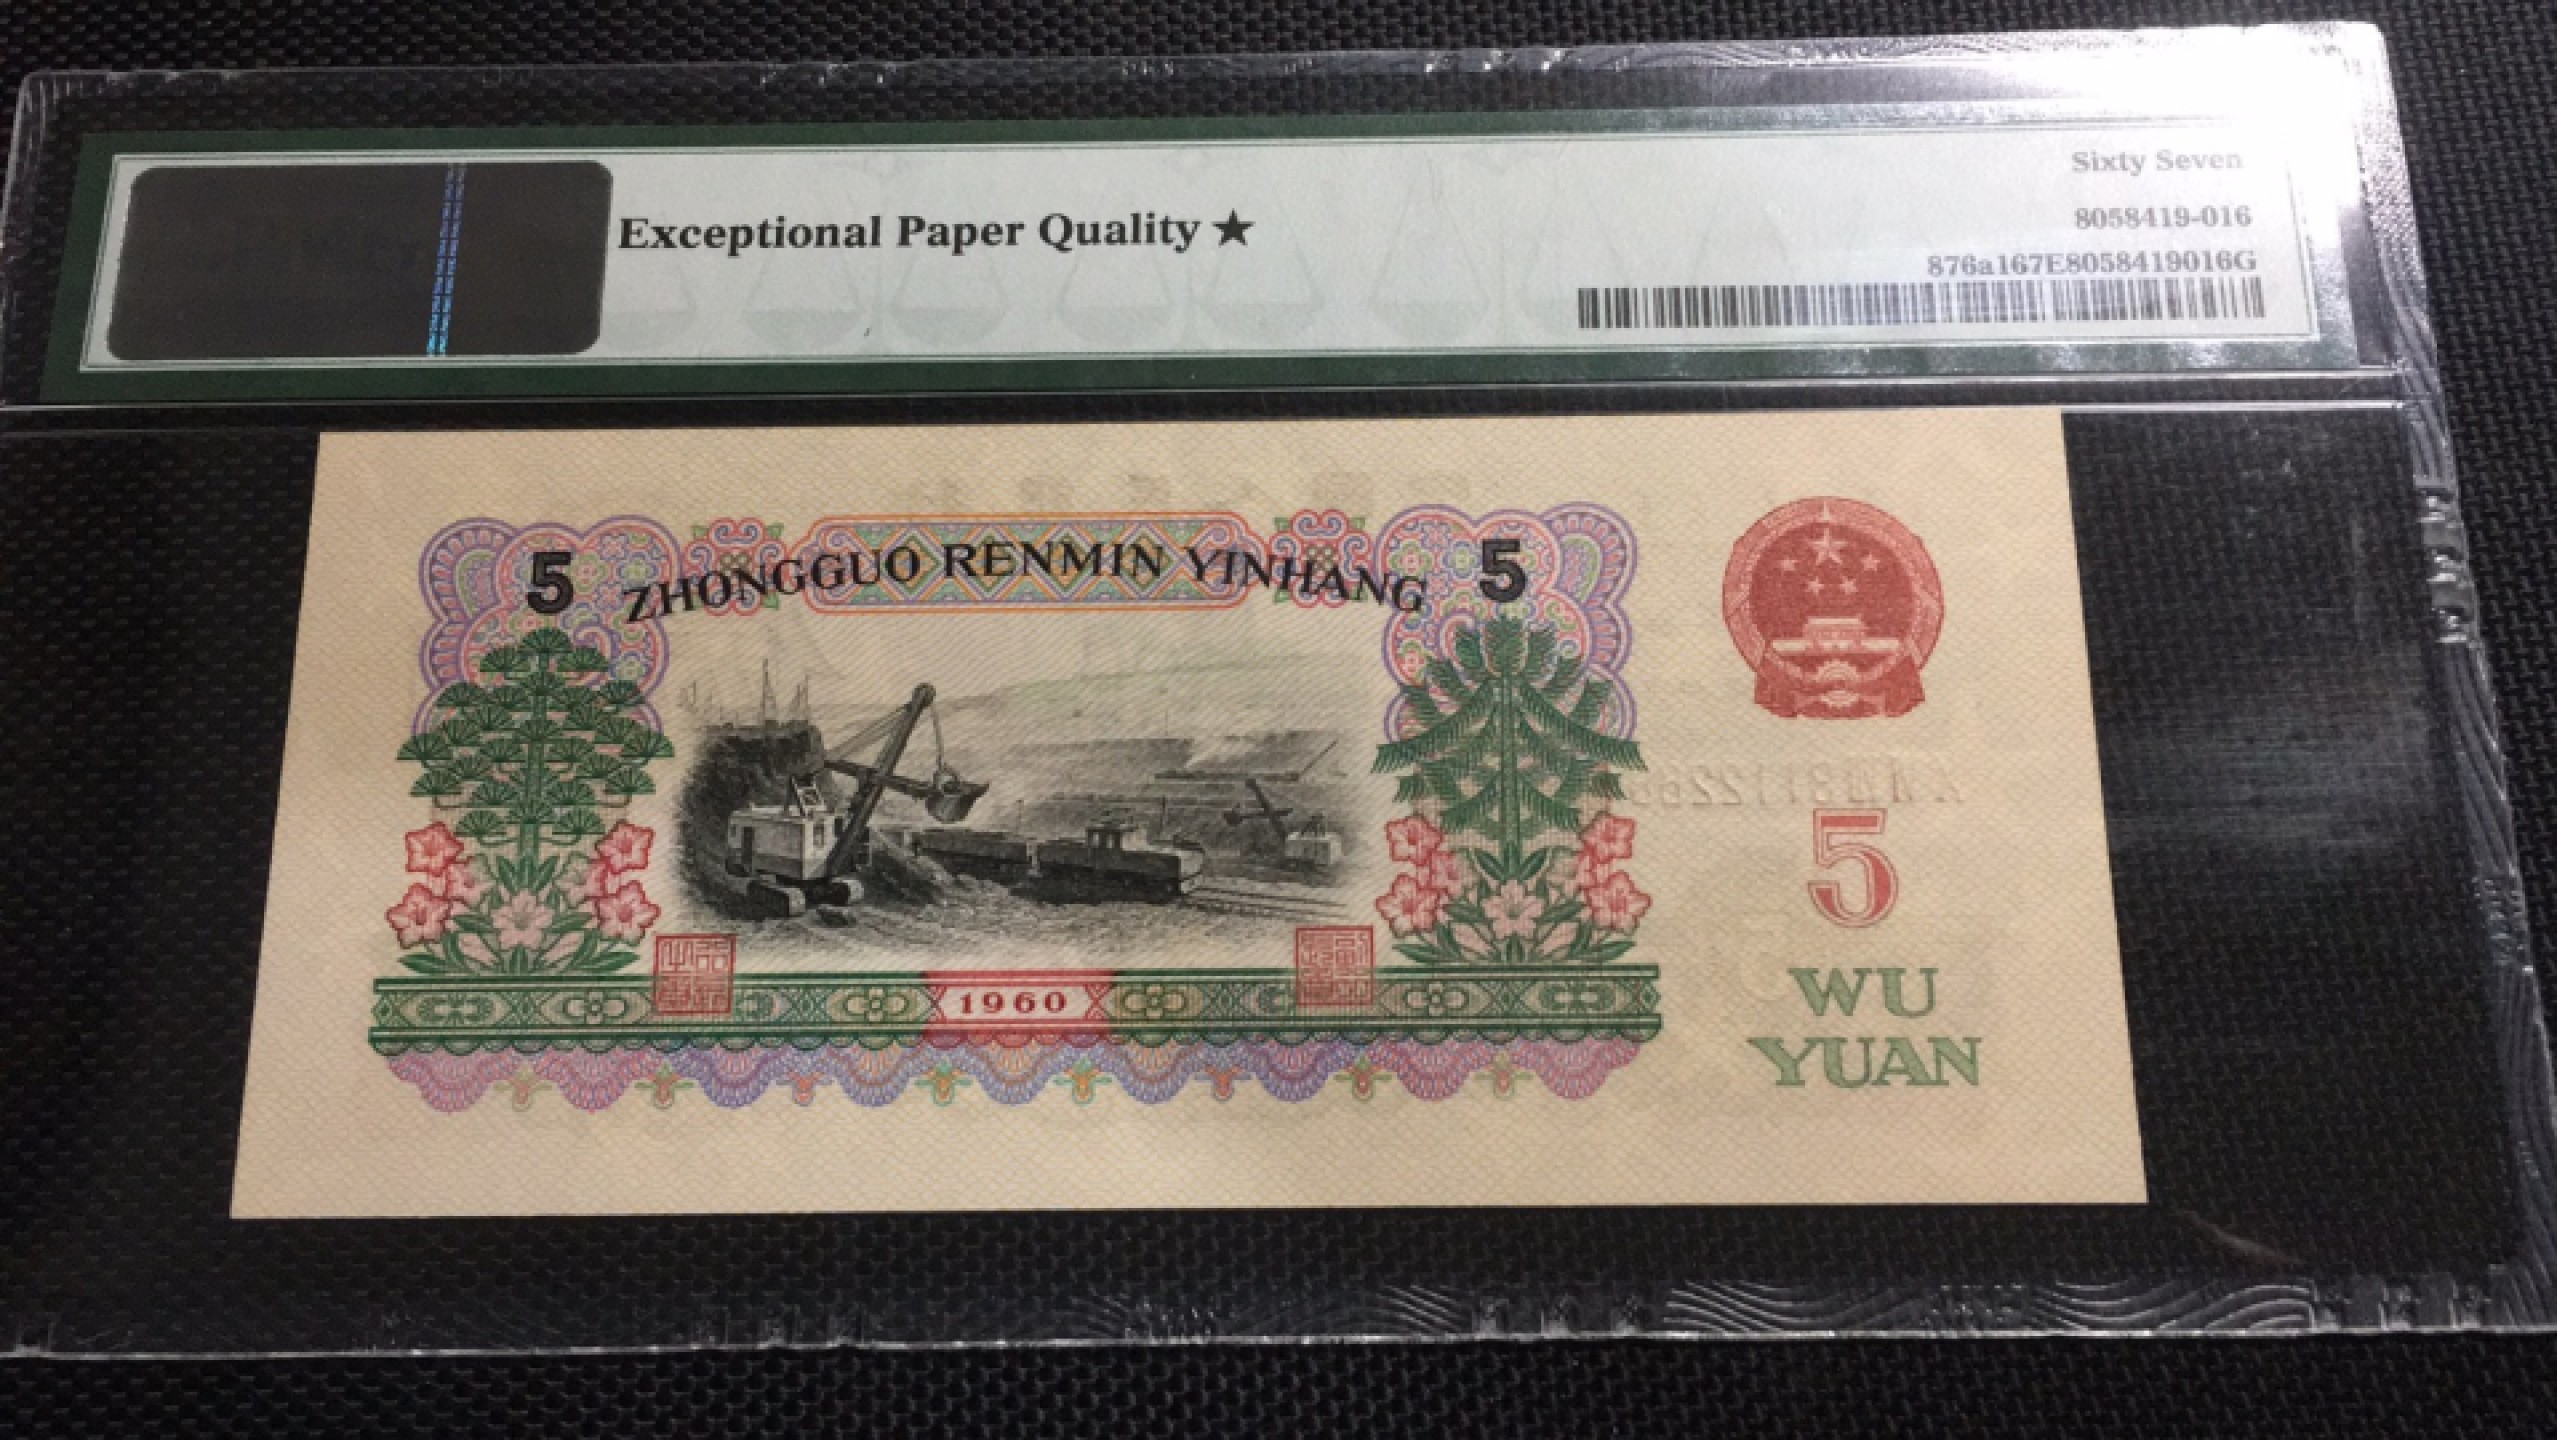 Sixty Seven
Exceptional Paper Quality ★
8058419-016
876a167E8058419016G
5 ZHONGGUO RENMIN YINHANG 5
5
1960
WU
YUAN